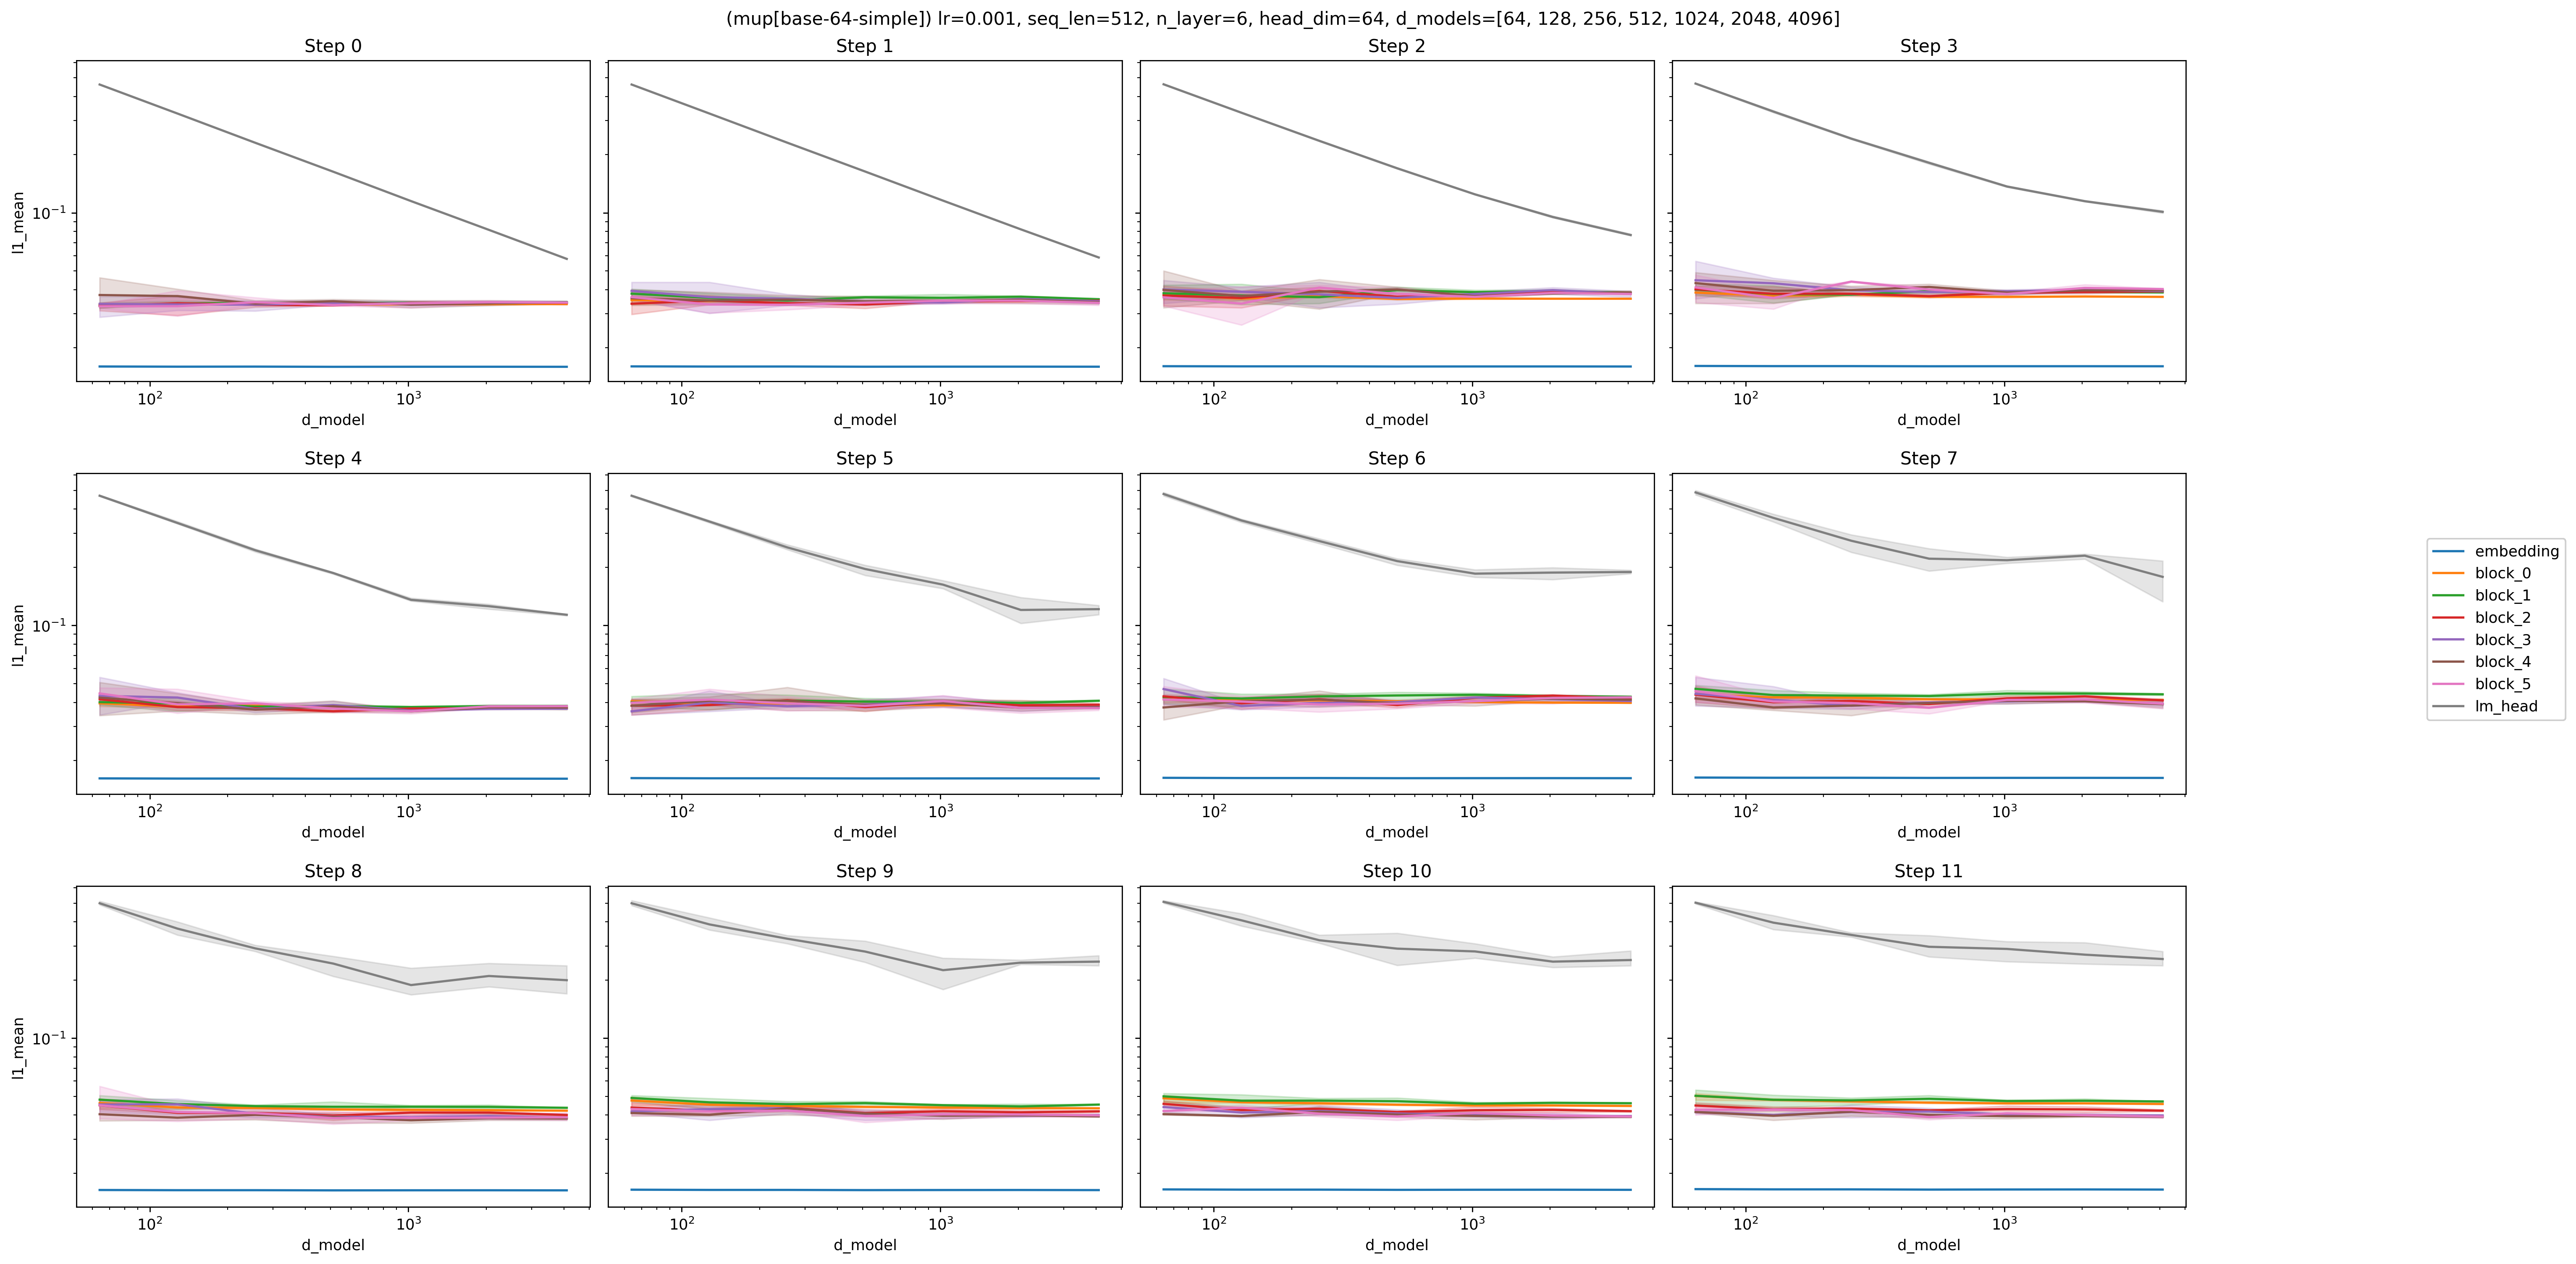 (mup[base-64-simple]) lr=0.001, seq_len=512, n_layer=6, head_dim=64, d_models=[64, 128, 256, 512, 1024, 2048, 4096]
Step 0
Step 1
Step 2
Step 3
l1_mean
10⁻¹
10² 10³
10² 10³
10² 10³
10² 10³
d_model
d_model
d_model
d_model
Step 4
Step 5
Step 6
Step 7
l1_mean
10⁻¹
10² 10³
10² 10³
10² 10³
10² 10³
d_model
d_model
d_model
d_model
embedding
block_0
block_1
block_2
block_3
block_4
block_5
lm_head
Step 8
Step 9
Step 10
Step 11
l1_mean
10⁻¹
10² 10³
10² 10³
10² 10³
10² 10³
d_model
d_model
d_model
d_model